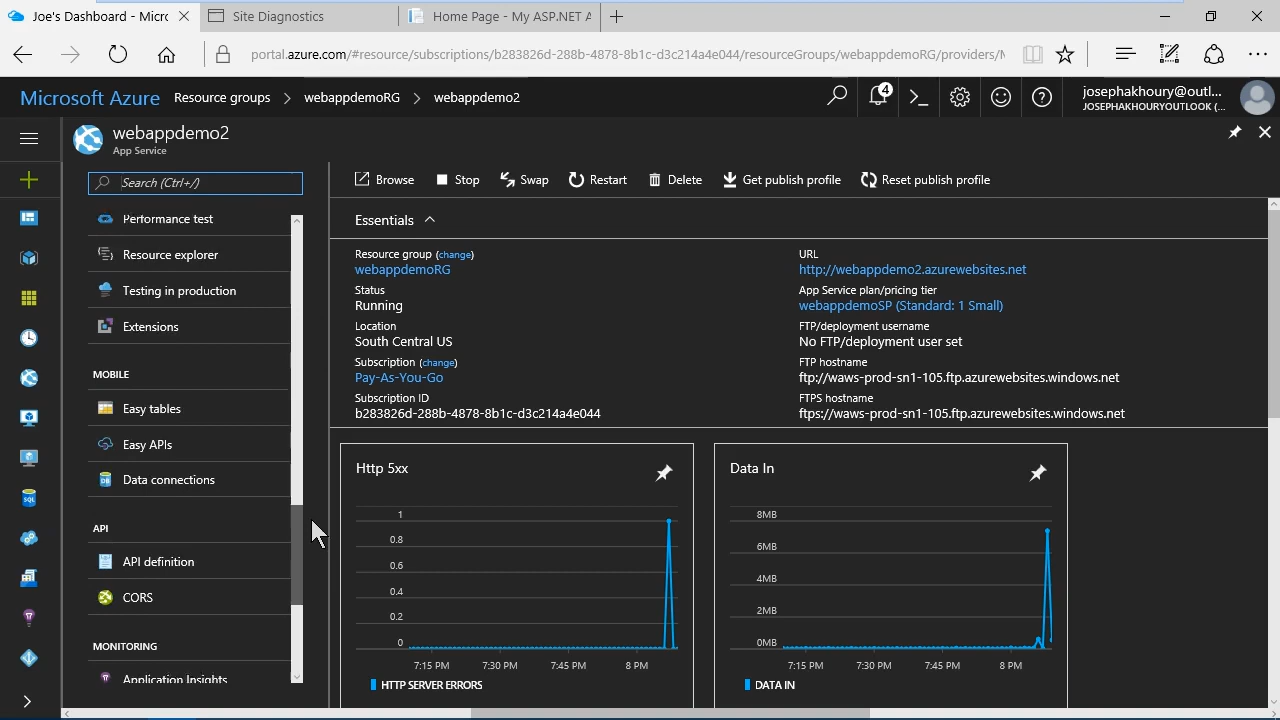 Joe's Dashboard - Micro
Site Diagnostics
Home Page - My ASP.NET A
portal.azure.com/#resource/subscriptions/b283826d-288b-4878-8b1c-d3c214a4e044/resourceGroups/webappdemoRG/providers/M
Microsoft Azure Resource groups > webappdemoRG > webappdemo2
4
josephakhoury@outl...
JOSEPHAKHOURYOUTLOOK (...
webappdemo2
App Service
Search (Ctrl+/)
Browse Stop Swap Restart Delete Get publish profile Reset publish profile
Performance test
Resource explorer
Testing in production
Extensions
MOBILE
Easy tables
Easy APIs
Data connections
API
API definition
CORS
MONITORING
Application Insights
Essentials
Resource group (change)
webappdemoRG
Status
Running
Location
South Central US
Subscription (change)
Pay-As-You-Go
Subscription ID
b283826d-288b-4878-8b1c-d3c214a4e044
URL
http://webappdemo2.azurewebsites.net
App Service plan/pricing tier
webappdemoSP (Standard: 1 Small)
FTP/deployment username
No FTP/deployment user set
FTP hostname
ftp://waws-prod-sn1-105.ftp.azurewebsites.windows.net
FTPS hostname
ftps://waws-prod-sn1-105.ftp.azurewebsites.windows.net
Http 5xx
1
0.8
0.6
0.4
0.2
0
7:15 PM 7:30 PM 7:45 PM 8 PM
HTTP SERVER ERRORS
Data In
8MB
6MB
4MB
2MB
0MB
7:15 PM 7:30 PM 7:45 PM 8 PM
DATA IN